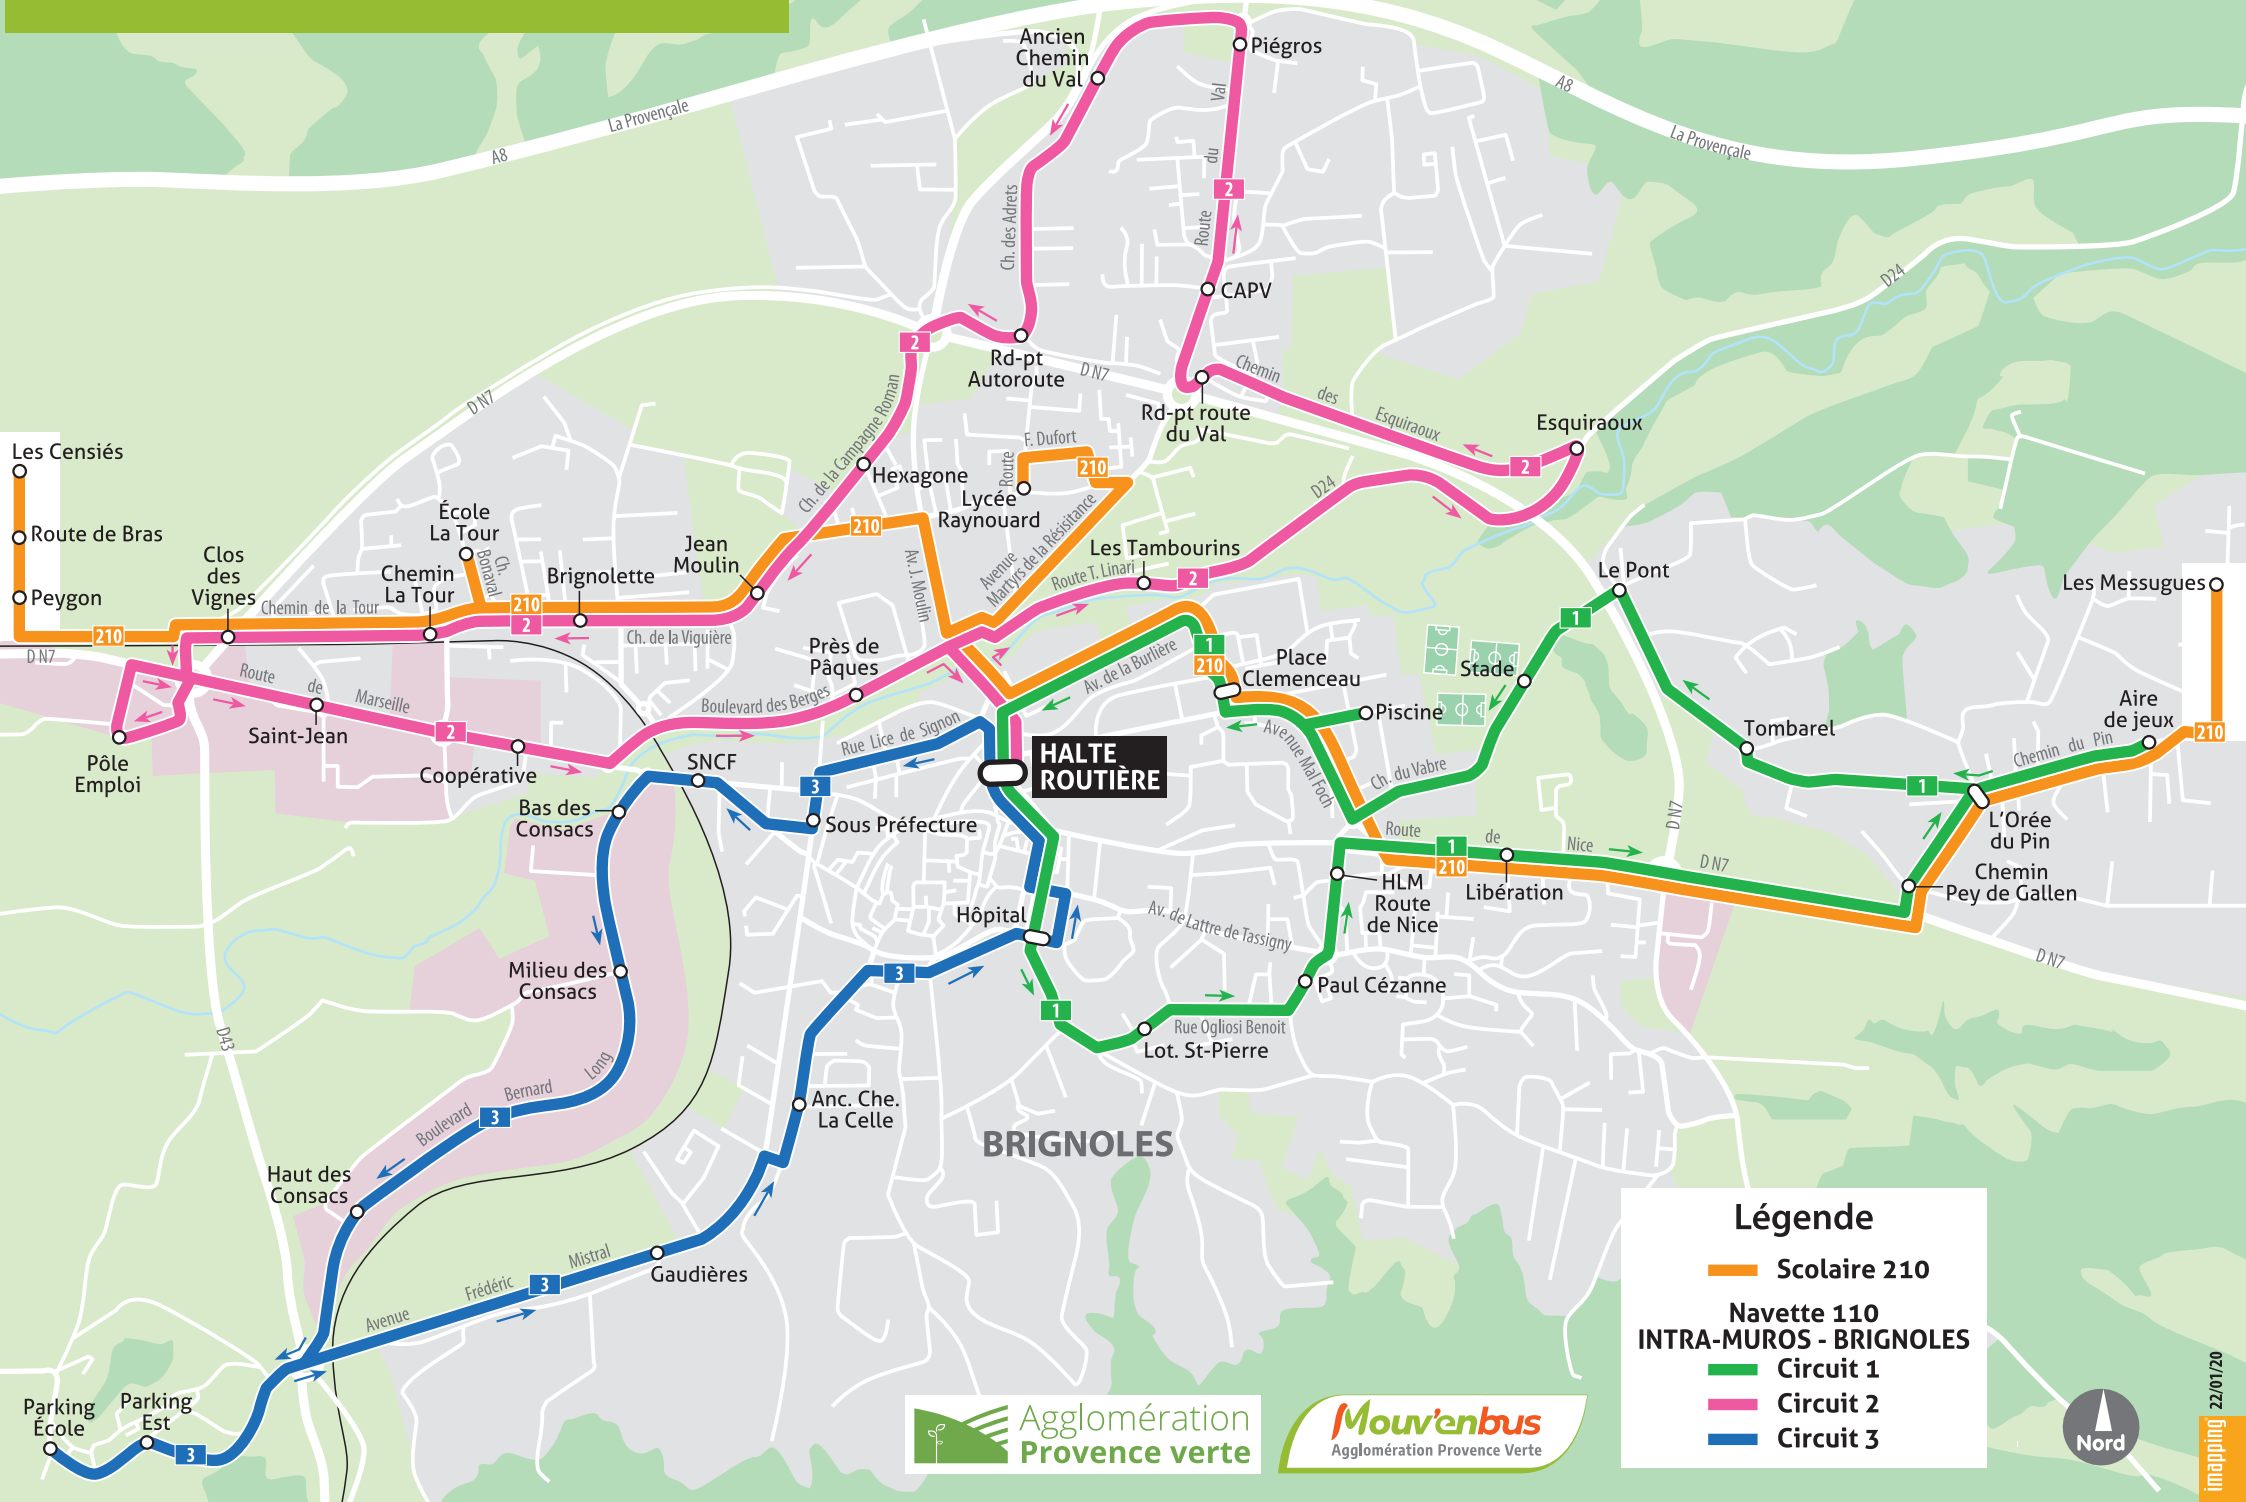 Ancien
Chemin
du Val
Piégros
A8
La Provençale
A8
La Provençale
Val
du
Route
2
Ch. des Adrets
CAPV
D24
2
Rd-pt
Autoroute
D N7
Rd-pt route
du Val
Chemin
des
Esquiraoux
Esquiraoux
2
D N7
Ch. de la Campagne Roman
Hexagone
F. Dufort
Route
210
Lycée
Raynouard
D24
Les Censiés
Route de Bras
Peygon
210
École
La Tour
Ch.
Bonaval
Clos
des
Vignes
Chemin
La Tour
Chemin de la Tour
Brignolette
210
2
Jean
Moulin
210
Av. J. Moulin
Avenue
Martyrs de la Résisitance
Les Tambourins
Route T. Linari
2
Le Pont
Les Messugues
1
D N7
Ch. de la Viguière
Près de
Pâques
Route
de
Marseille
Boulevard des Berges
Av. de la Burlière
1
210
Place
Clemenceau
Stade
Piscine
Saint-Jean
2
Coopérative
Pôle
Emploi
Aire
de jeux
Tombarel
210
Chemin du Pin
Avenue Mal Foch
Ch. du Vabre
Rue Lice de Signon
HALTE
ROUTIÈRE
SNCF
3
Bas des
Consacs
Sous Préfecture
1
L'Orée
du Pin
D N7
Route
de
Nice
1
210
D N7
Libération
Chemin
Pey de Gallen
HLM
Route
de Nice
Hôpital
Av. de Lattre de Tassigny
D N7
Milieu des
Consacs
3
Paul Cézanne
1
Rue Ogliosi Benoit
Lot. St-Pierre
D43
Long
Bernard
Boulevard
3
Anc. Che.
La Celle
BRIGNOLES
Haut des
Consacs
Gaudières
Mistral
3
Frédéric
Avenue
Parking
École
Parking
Est
3
Légende
Scolaire 210
Navette 110
INTRA-MUROS - BRIGNOLES
Circuit 1
Circuit 2
Circuit 3
Agglomération
Provence verte
Mouv'enbus
Agglomération Provence Verte
Nord
22/01/20
imapping